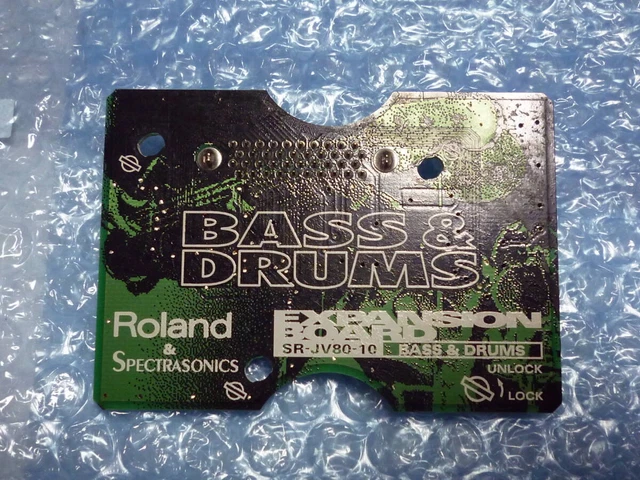 BASS &
DRUMS
Roland
&
SPECTRASONICS
EXPANSION
BOARD
SR-JV80-10 BASS & DRUMS
UNLOCK
LOCK